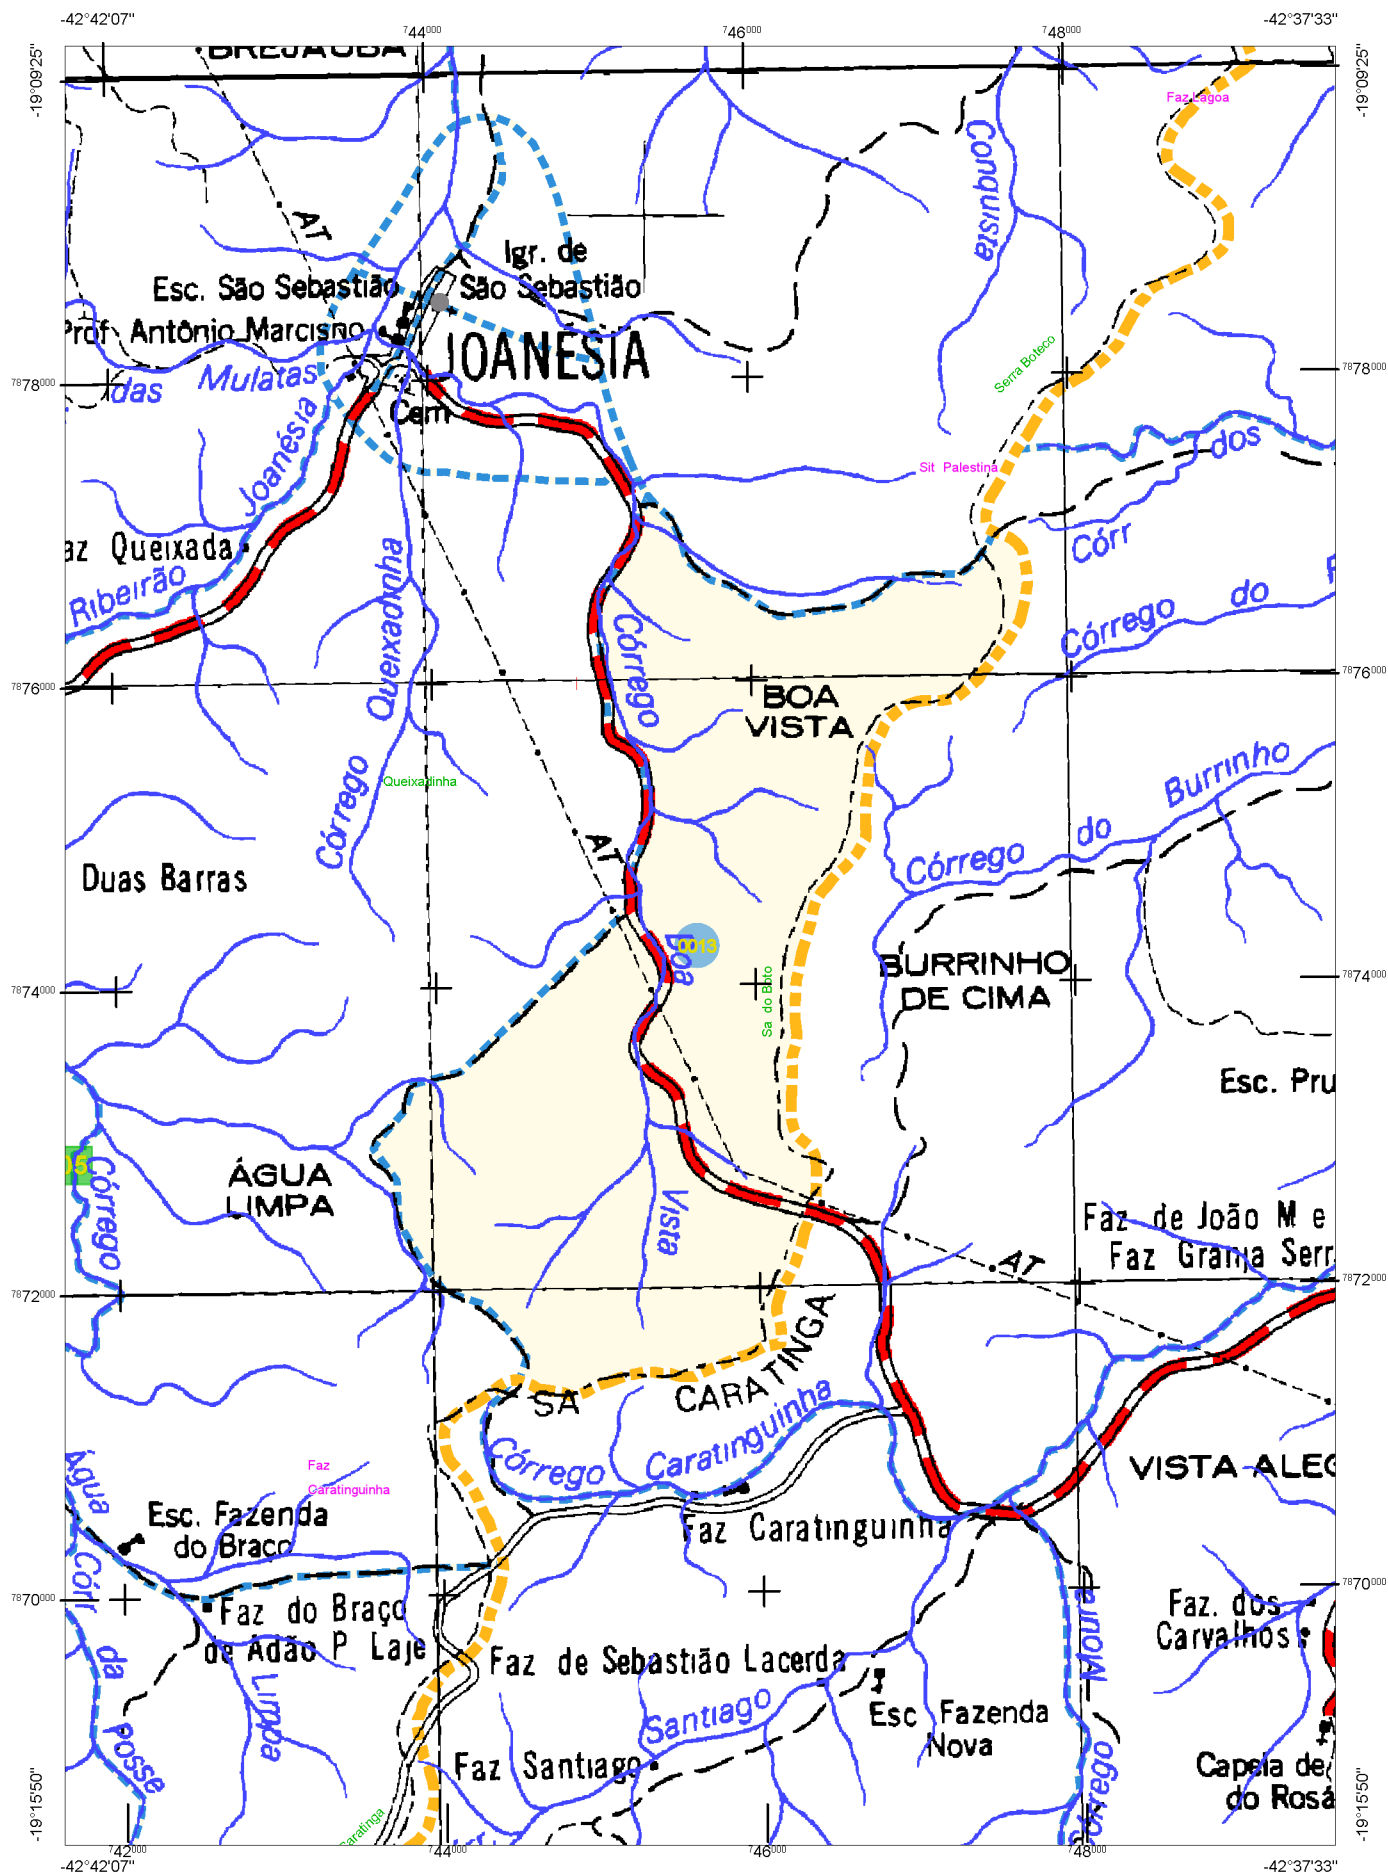 -42°42'07"
-42°37'33"
744000
746000
748000
-19°09'25"
-19°09'25"
BREJAÚBA
Faz Lagoa
Conquista
AT
Igr. de
São Sebastião
Esc. São Sebastião
Prof Antônio Marcisno
JOANÉSIA
Serra Boteco
7878000
7878000
das Mulatas
Cem
Joanésia
dos
Sit Palestina
Córr
az Queixada
Ribeirão
Queixadinha
Córrego
Córrego do
7876000
7876000
BOA
VISTA
Queixadinha
Córrego
Burrinho
do
Córrego
AT
Duas Barras
0013
Boa
Sa do Boto
BURRINHO
DE CIMA
7874000
7874000
Esc. Pru
05
Córrego
ÁGUA
LIMPA
Vista
Faz de João M e
Faz Granja Serr
AT
7872000
7872000
SA
CARATINGA
Córrego Caratinguinha
Água
Faz
Caratinguinha
VISTA ALEG
Esc. Fazenda
do Braço
Faz Caratinguinha
Córr
da
Posse
7870000
7870000
Faz do Braço
de Adão P Laje
Limpa
Faz de Sebastião Lacerda
Faz. dos
Carvalhos
Moure
Córrego
Santiago
Esc Fazenda
Nova
Faz Santiago
Capela de
do Rosá
Caratinga
-19°15'50"
-19°15'50"
742000
744000
746000
748000
-42°42'07"
-42°37'33"